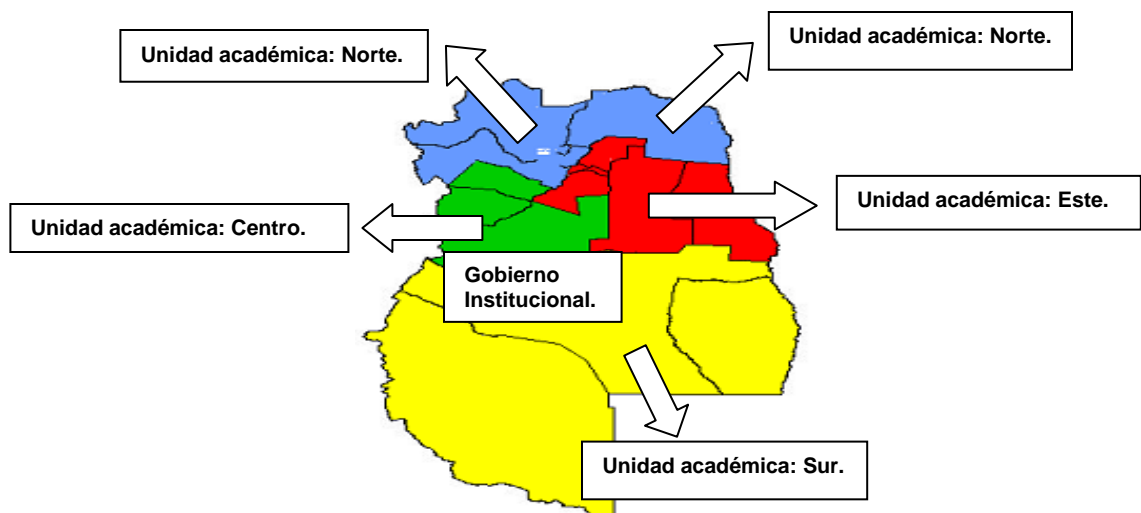 Unidad académica: Norte.
Unidad académica: Norte.
Unidad académica: Este.
Unidad académica: Centro.
Gobierno
Institucional.
Unidad académica: Sur.